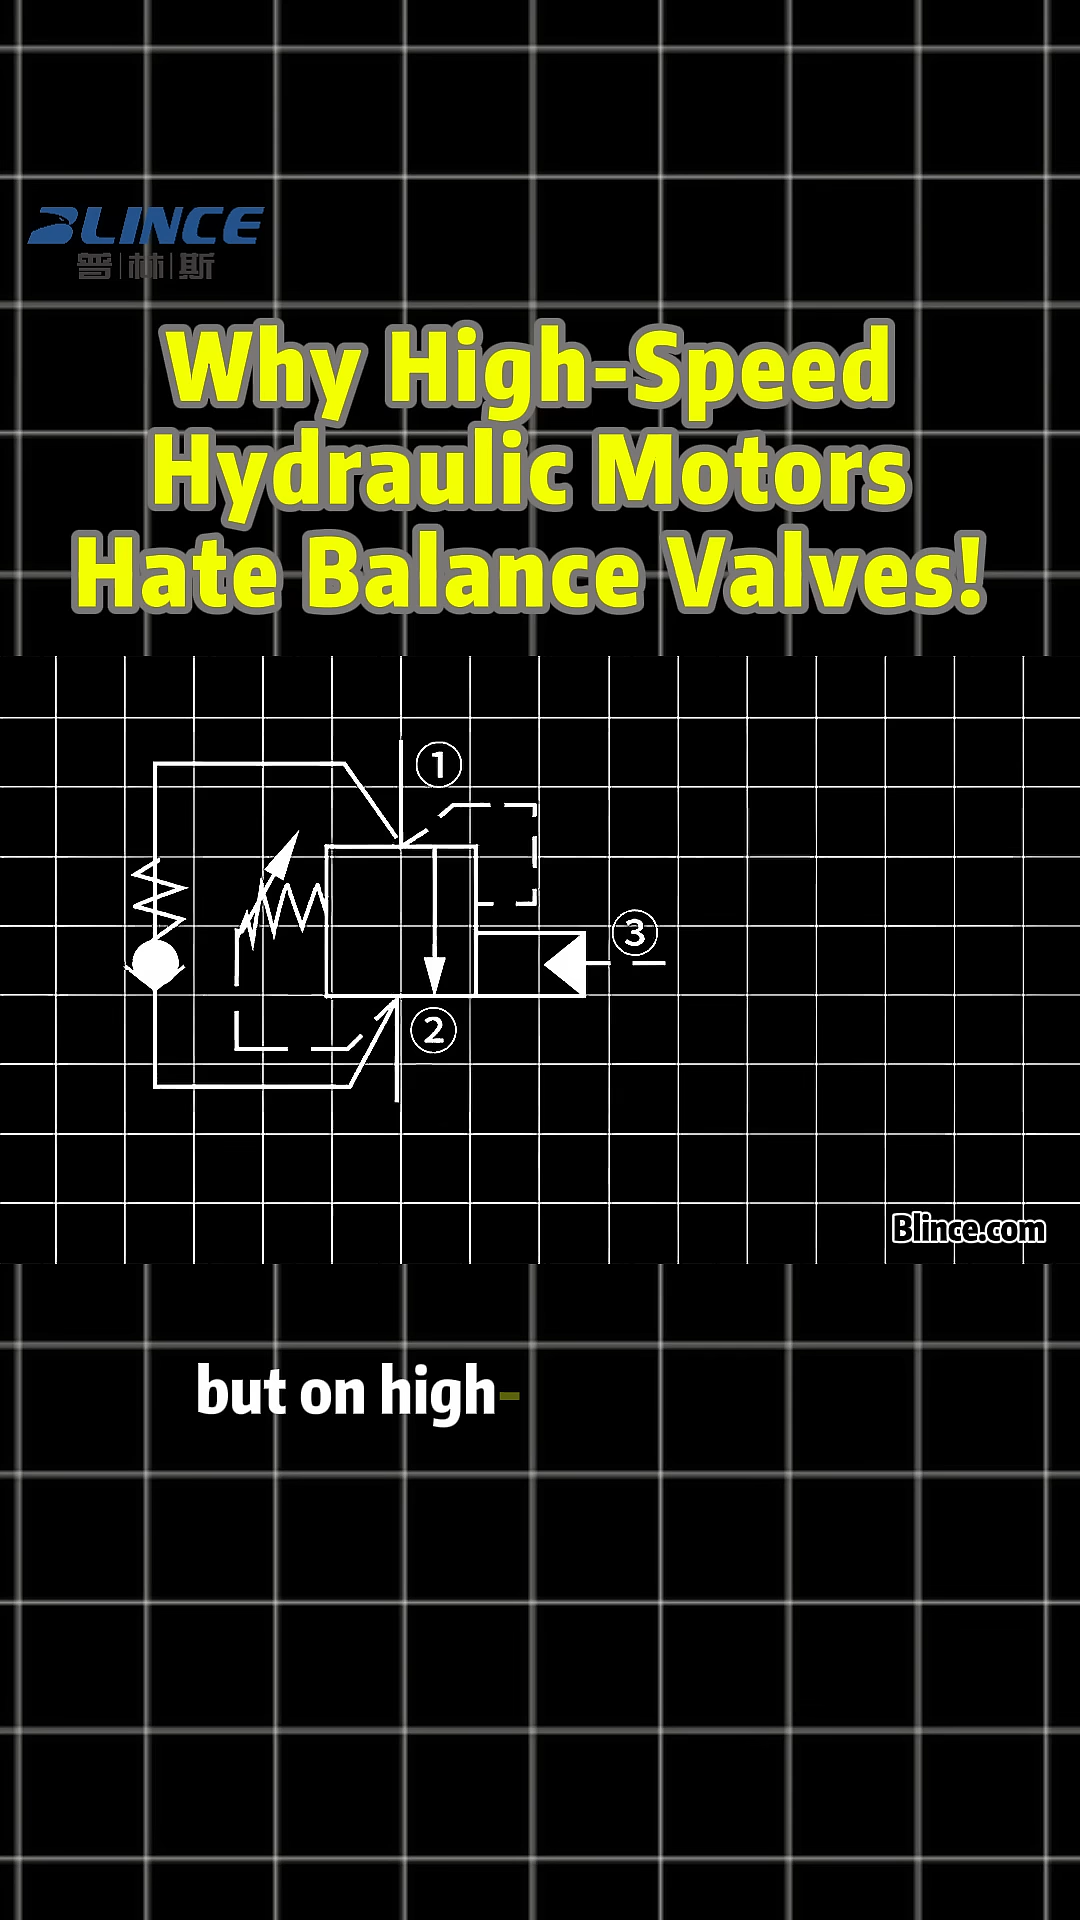 BLINCE
普林斯
Why High-Speed
Hydraulic Motors
Hate Balance Valves!
①
③
②
Blince.com
but on high-